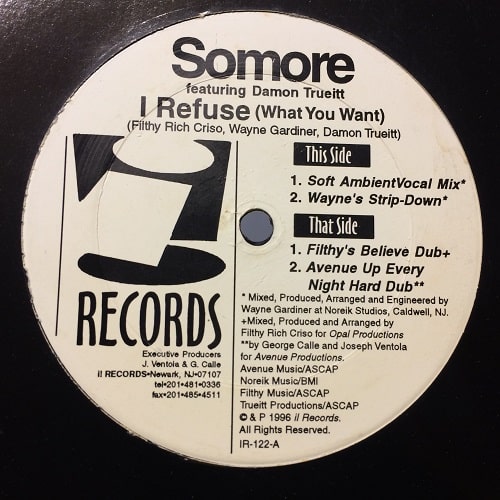 Somore
featuring Damon Trueitt
I Refuse (What You Want)
(Filthy Rich Criso, Wayne Gardiner, Damon Trueitt)
This Side
1. Soft AmbientVocal Mix*
2. Wayne's Strip-Down*
That Side
1. Filthy's Believe Dub+
2. Avenue Up Every
Night Hard Dub**
* Mixed, Produced, Arranged and Engineered by
Wayne Gardiner at Noreik Studios, Caldwell, NJ.
+Mixed, Produced and Arranged by
Filthy Rich Criso for Opal Productions
**by George Calle and Joseph Ventola
for Avenue Productions.
Avenue Music/ASCAP
Noreik Music/BMI
Filthy Music/ASCAP
Trueitt Productions/ASCAP
© & P 1996 i! Records.
All Rights Reserved.
IR-122-A
i!
RECORDS
Executive Producers
J. Ventola & G. Calle
i! RECORDS•Newark, NJ•07107
tel•201•481•0336
fax•201•485•4511